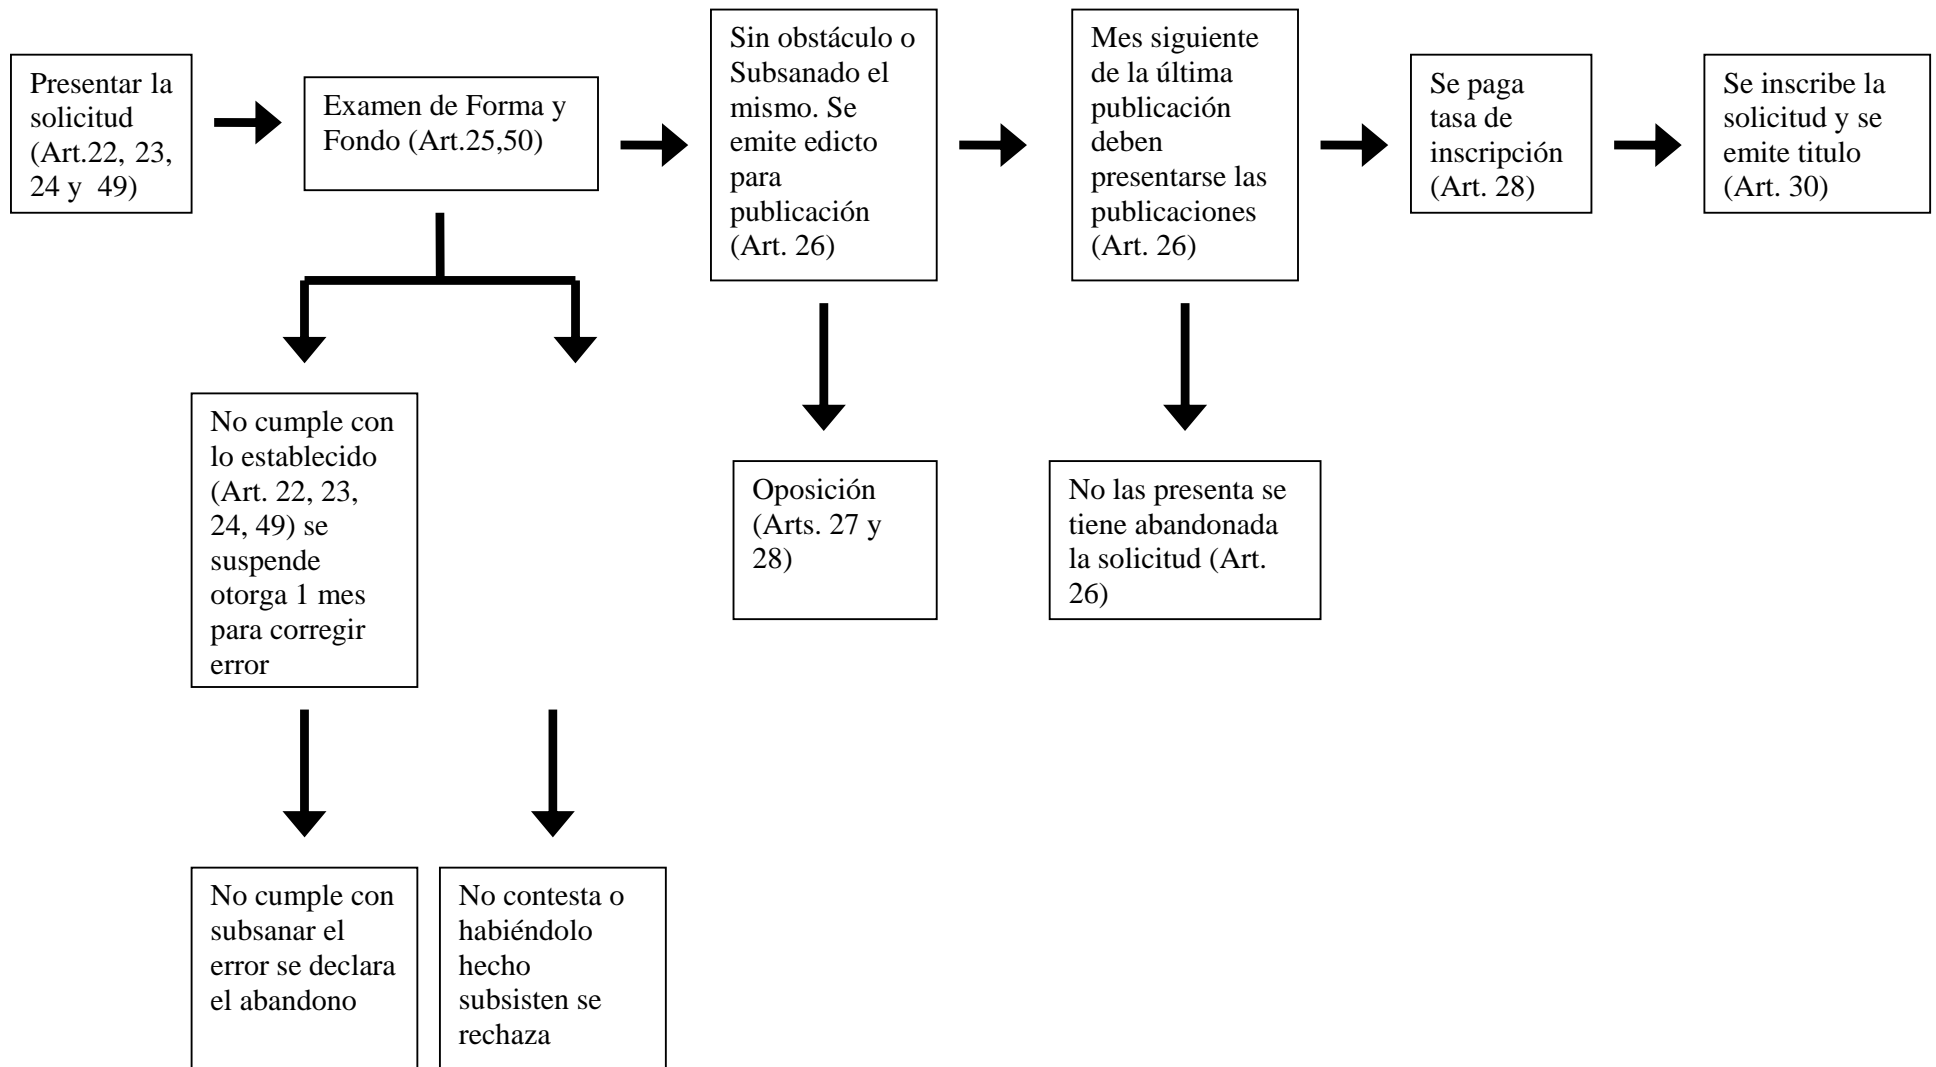 Presentar la
solicitud
(Art.22, 23,
24 y  49)
Examen de Forma y
Fondo (Art.25,50)
Sin obstáculo o
Subsanado el
mismo. Se
emite edicto
para
publicación
(Art. 26)
Mes siguiente
de la última
publicación
deben
presentarse las
publicaciones
(Art. 26)
Se paga
tasa de
inscripción
(Art. 28)
Se inscribe la
solicitud y se
emite titulo
(Art. 30)
No cumple con
lo establecido
(Art. 22, 23,
24, 49) se
suspende
otorga 1 mes
para corregir
error
Oposición
(Arts. 27 y
28)
No las presenta se
tiene abandonada
la solicitud (Art.
26)
No cumple con
subsanar el
error se declara
el abandono
No contesta o
habiéndolo
hecho
subsisten se
rechaza